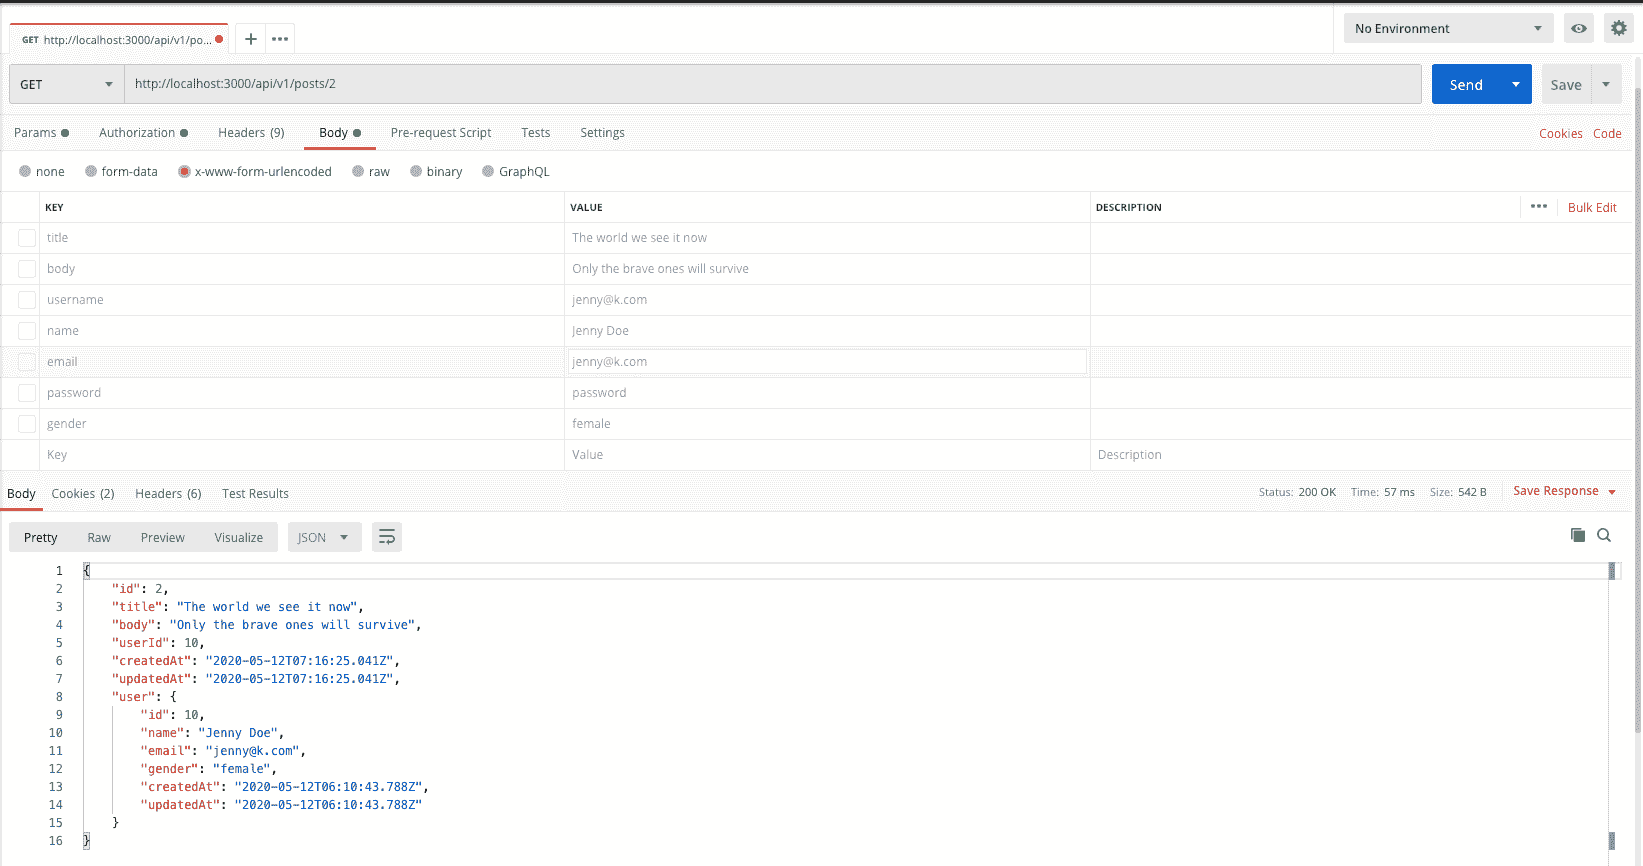 GET http://localhost:3000/api/v1/po... + ••• No Environment
GET http://localhost:3000/api/v1/posts/2 Send Save
Params Authorization Headers (9) Body Pre-request Script Tests Settings Cookies Code
none form-data x-www-form-urlencoded raw binary GraphQL
KEY VALUE DESCRIPTION ••• Bulk Edit
title The world we see it now
body Only the brave ones will survive
username jenny@k.com
name Jenny Doe
email jenny@k.com
password password
gender female
Key Value Description
Body Cookies (2) Headers (6) Test Results Status: 200 OK Time: 57 ms Size: 542 B Save Response
Pretty Raw Preview Visualize JSON
1 {
2 "id": 2,
3 "title": "The world we see it now",
4 "body": "Only the brave ones will survive",
5 "userId": 10,
6 "createdAt": "2020-05-12T07:16:25.041Z",
7 "updatedAt": "2020-05-12T07:16:25.041Z",
8 "user": {
9 "id": 10,
10 "name": "Jenny Doe",
11 "email": "jenny@k.com",
12 "gender": "female",
13 "createdAt": "2020-05-12T06:10:43.788Z",
14 "updatedAt": "2020-05-12T06:10:43.788Z"
15 }
16 }